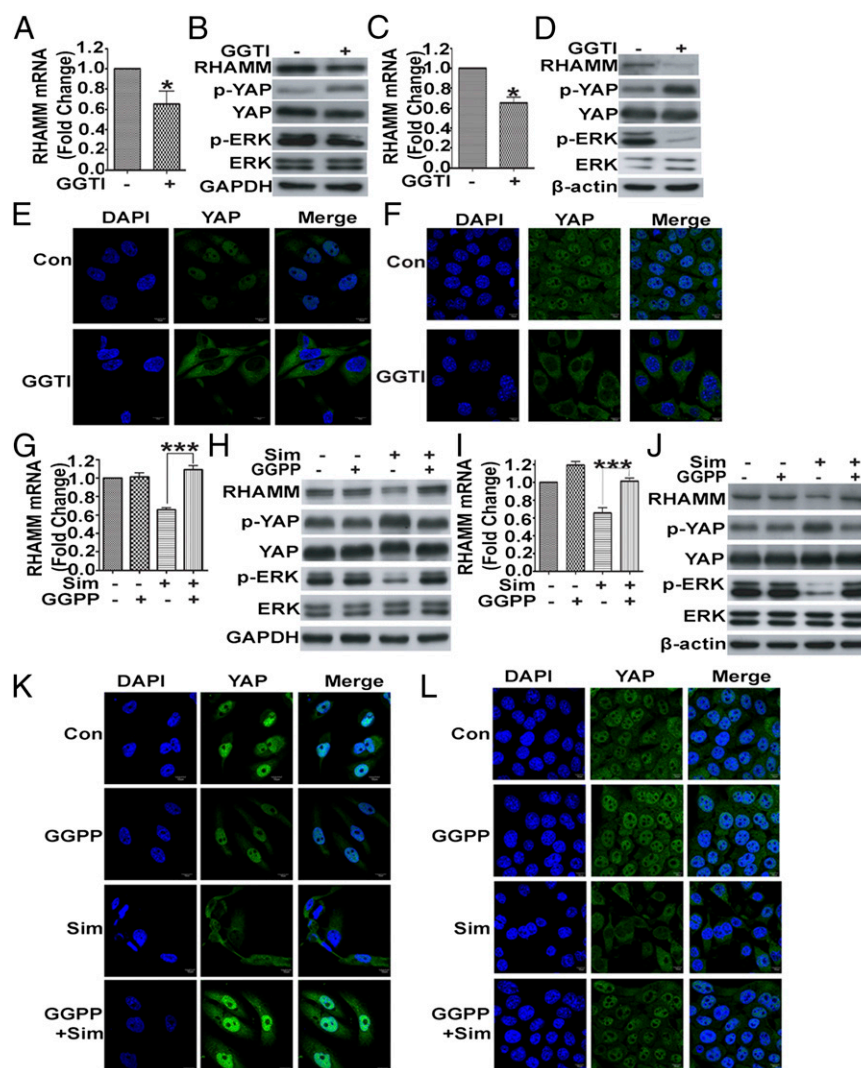 A
RHAMM mRNA
(Fold Change)
1.2
1.0
0.8
0.6
0.4
0.2
0.0
*
GGTI - +
B
GGTI - +
RHAMM
p-YAP
YAP
p-ERK
ERK
GAPDH
C
RHAMM mRNA
(Fold Change)
1.2
1.0
0.8
0.6
0.4
0.2
0.0
*
GGTI - +
D
GGTI - +
RHAMM
p-YAP
YAP
p-ERK
ERK
β-actin
E
DAPI YAP Merge
Con
GGTI
F
DAPI YAP Merge
Con
GGTI
G
RHAMM mRNA
(Fold Change)
1.2
1.0
0.8
0.6
0.4
0.2
0.0
***
Sim - - + +
GGPP - + - +
H
Sim - - + +
GGPP - + - +
RHAMM
p-YAP
YAP
p-ERK
ERK
GAPDH
I
RHAMM mRNA
(Fold Change)
1.2
1.0
0.8
0.6
0.4
0.2
0.0
***
Sim - - + +
GGPP - + - +
J
Sim - - + +
GGPP - + - +
RHAMM
p-YAP
YAP
p-ERK
ERK
β-actin
K
DAPI YAP Merge
Con
GGPP
Sim
GGPP
+Sim
L
DAPI YAP Merge
Con
GGPP
Sim
GGPP
+Sim